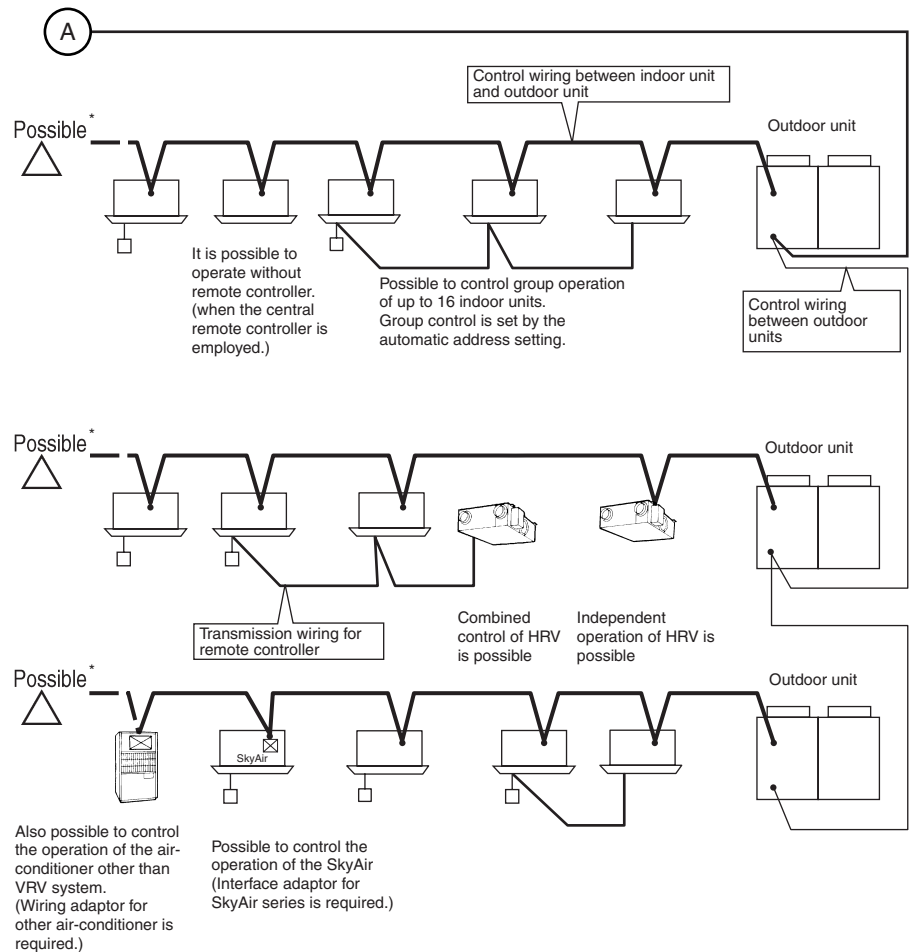 A
Control wiring between indoor unit
and outdoor unit
Possible*
Outdoor unit
It is possible to
operate without
remote controller.
(when the central
remote controller is
employed.)
Possible to control group operation
of up to 16 indoor units.
Group control is set by the
automatic address setting.
Control wiring
between outdoor
units
Possible*
Outdoor unit
Transmission wiring for
remote controller
Combined
control of HRV
is possible
Independent
operation of HRV is
possible
Possible*
Outdoor unit
SkyAir
Also possible to control
the operation of the air-
conditioner other than
VRV system.
(Wiring adaptor for
other air-conditioner is
required.)
Possible to control the
operation of the SkyAir
(Interface adaptor for
SkyAir series is required.)